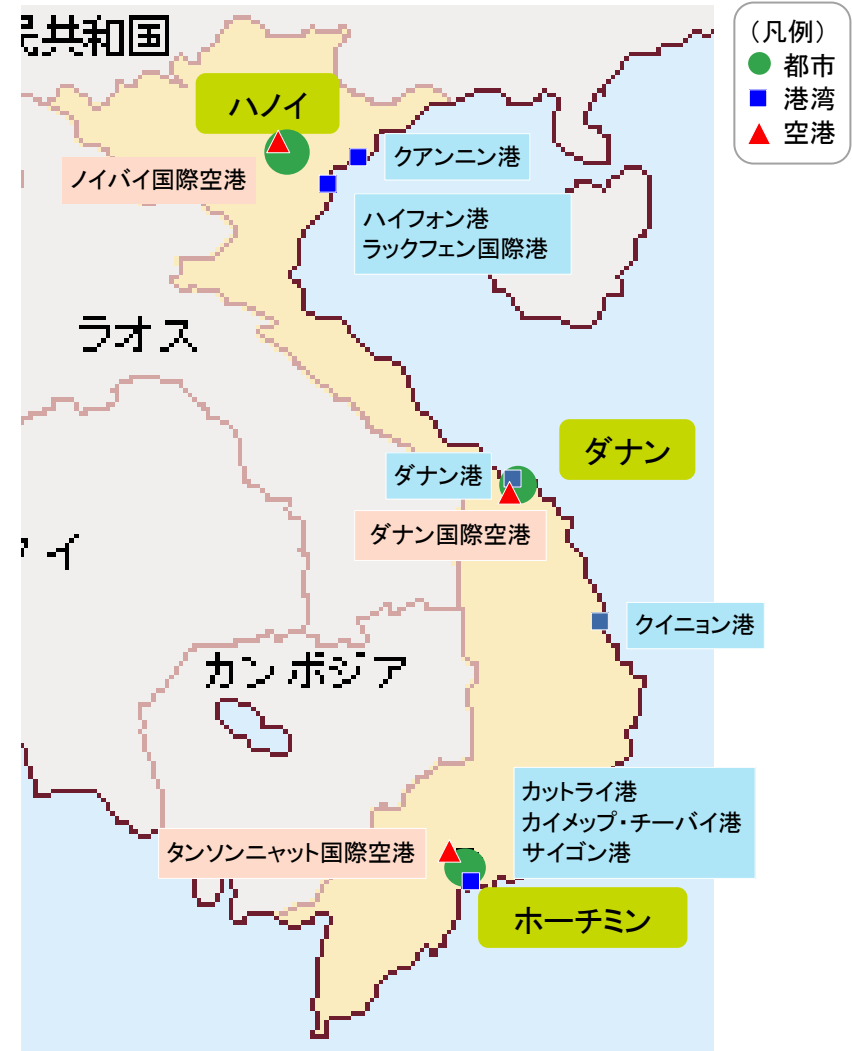 共和国
(凡例)
都市
港湾
空港
ハノイ
クアンニン港
ノイバイ国際空港
ハイフォン港
ラックフェン国際港
ラオス
ダナン
ダナン港
ダナン国際空港
イ
クイニョン港
カンボジア
カットライ港
カイメップ・チーバイ港
サイゴン港
タンソンニャット国際空港
ホーチミン